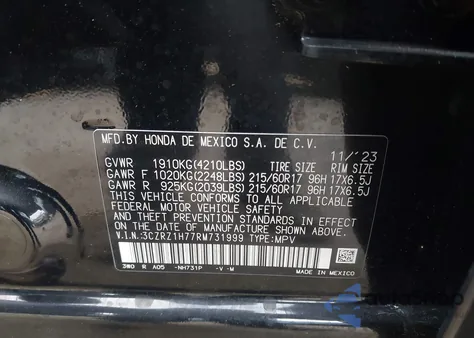 MFD.BY HONDA DE MEXICO S.A. DE C.V.
11/'23
GVWR 1910KG(4210LBS) TIRE SIZE RIM SIZE
GAWR F 1020KG(2248LBS) 215/60R17 96H 17X6.5J
GAWR R 925KG(2039LBS) 215/60R17 96H 17X6.5J
THIS VEHICLE CONFORMS TO ALL APPLICABLE
FEDERAL MOTOR VEHICLE SAFETY
AND THEFT PREVENTION STANDARDS IN EFFECT
ON THE DATE OF MANUFACTURE SHOWN ABOVE.
V.I.N.:3CZRZ1H77RM731999 TYPE:MPV
3W0 R A05 -NH731P -V -M
MADE IN MEXICO